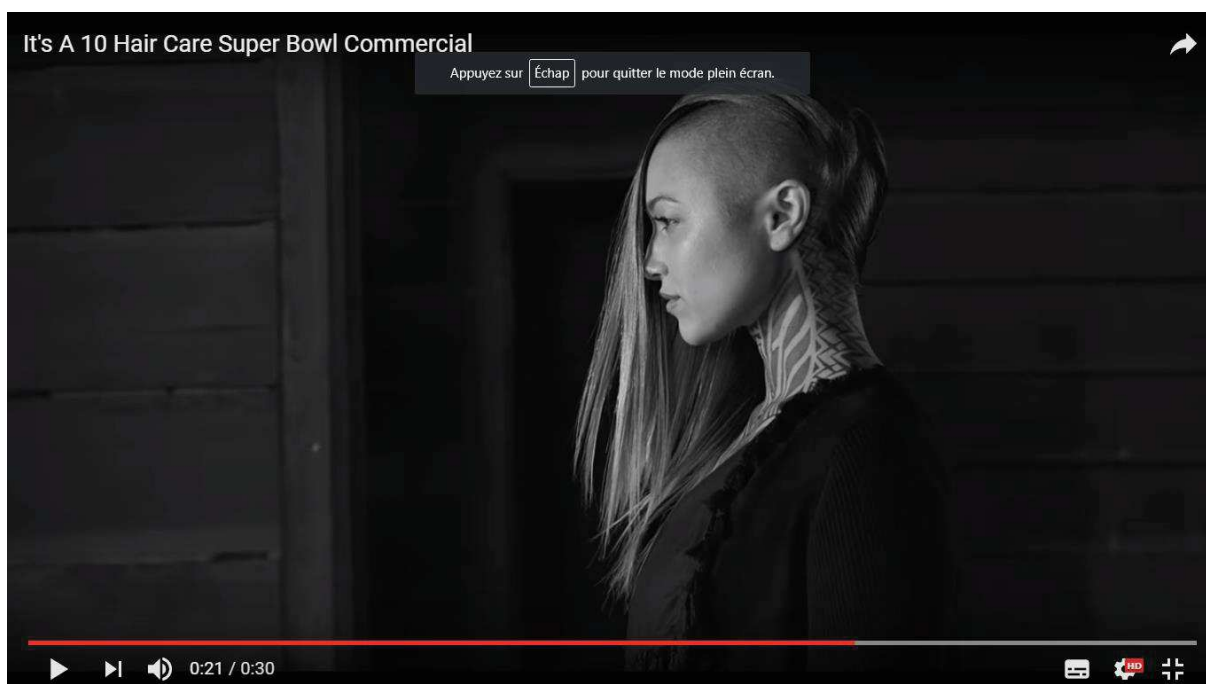 It's A 10 Hair Care Super Bowl Commercial
Appuyez sur Échap pour quitter le mode plein écran.
0:21 / 0:30
HD